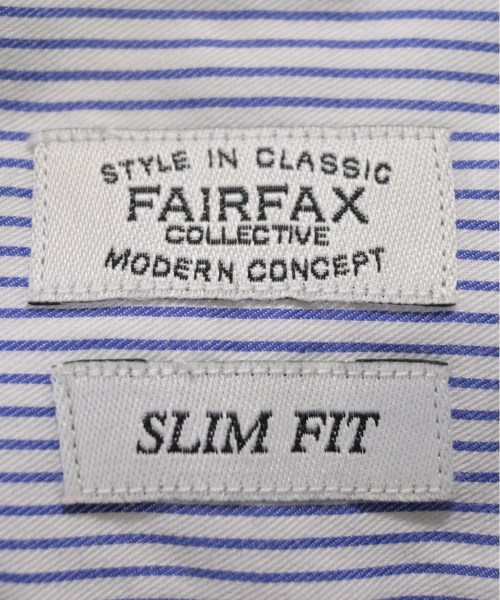 STYLE IN CLASSIC
FAIRFAX
COLLECTIVE
MODERN CONCEPT
SLIM FIT